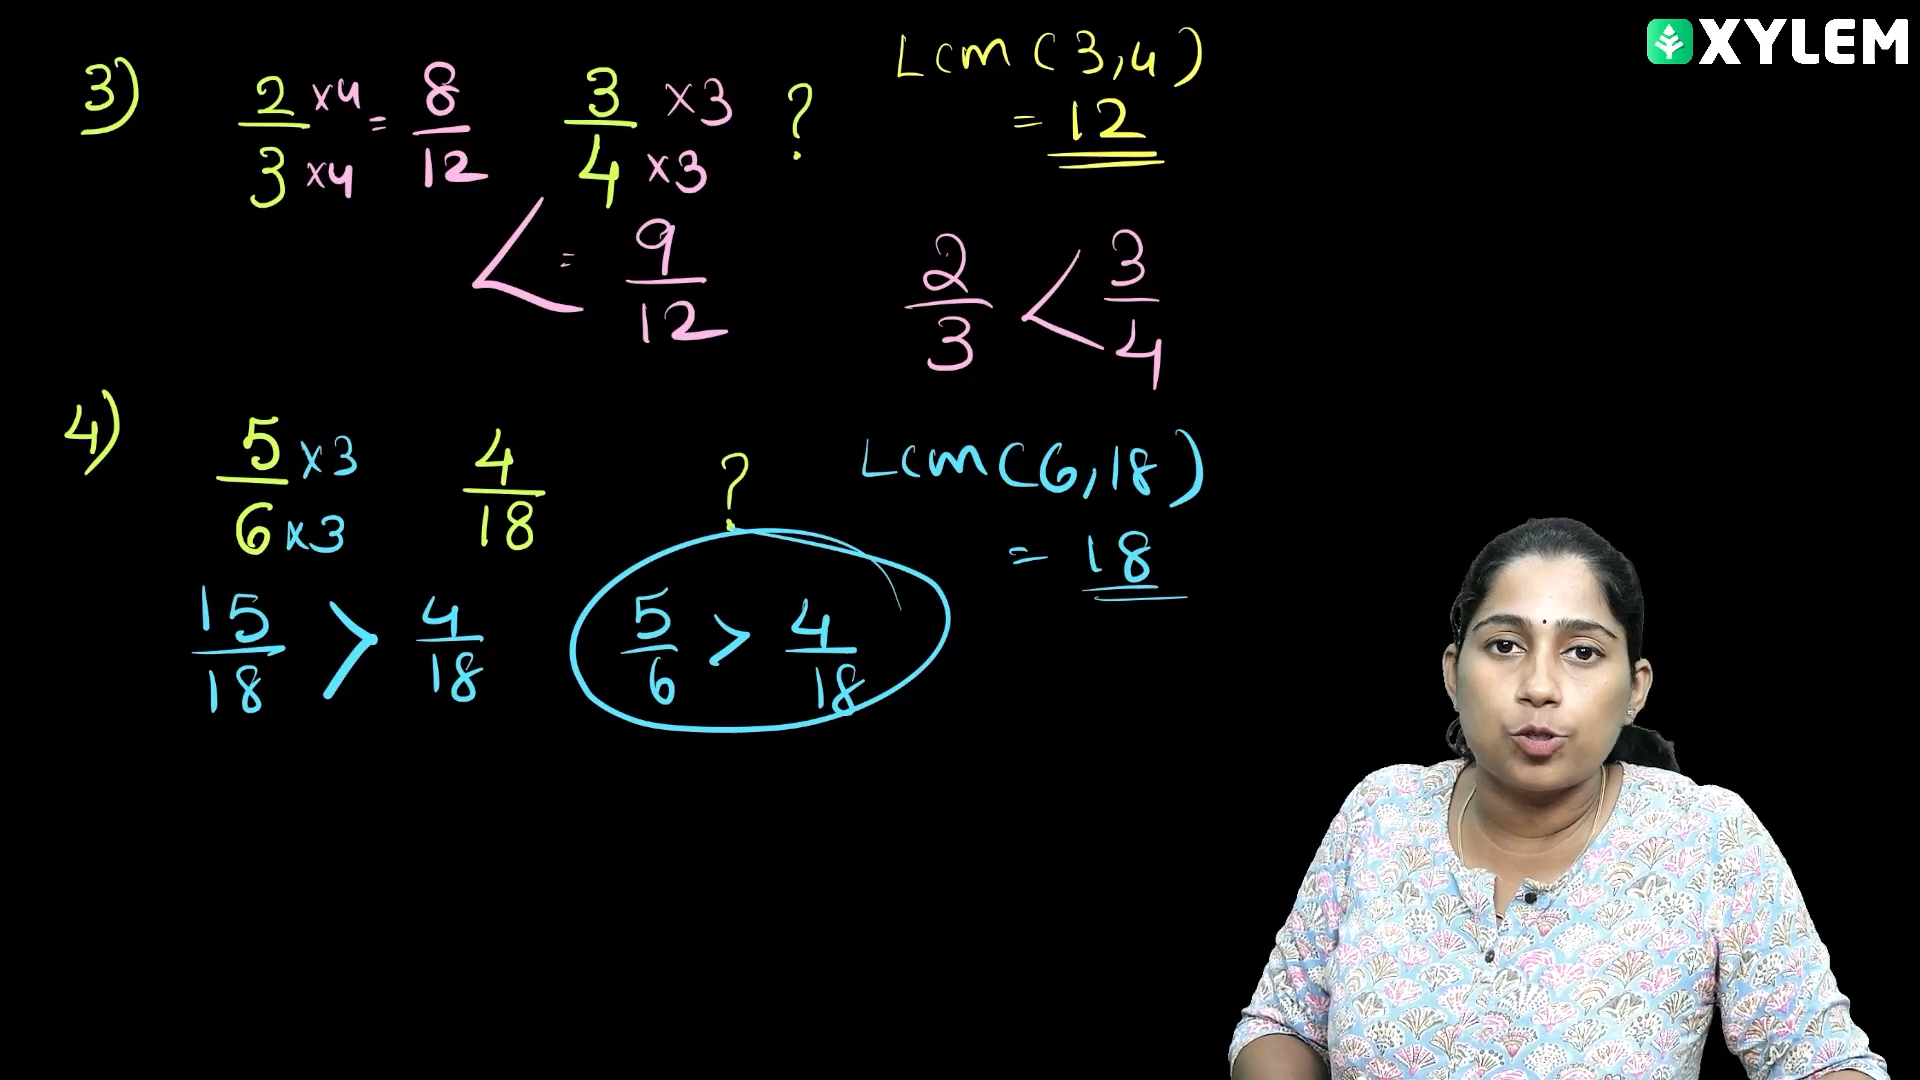 XYLEM
3) 2/3 ×4/×4 = 8/12 3/4 ×3/×3 ?
Lcm (3,4)
= 12
< = 9/12
2/3 < 3/4
4) 5/6 ×3/×3 4/18 ?
Lcm (6,18)
= 18
15/18 > 4/18
5/6 > 4/18